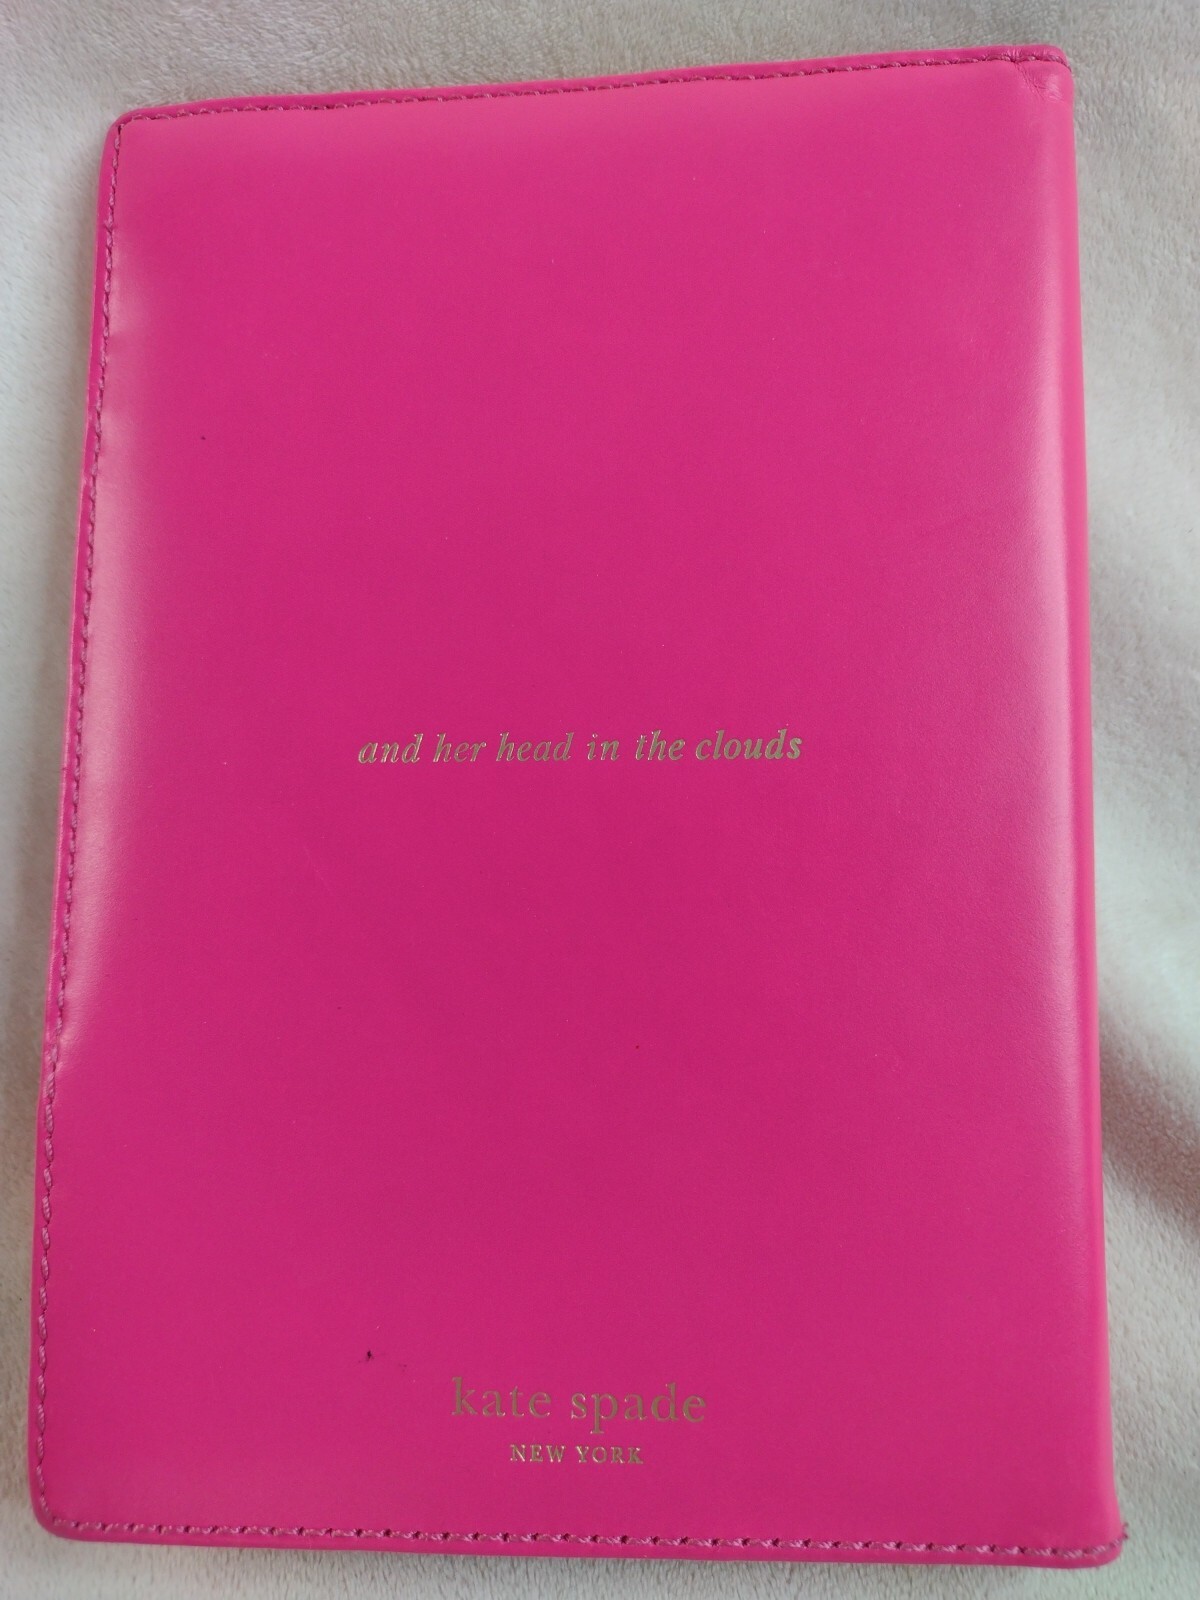 and her head in the clouds
kate spade
NEW YORK